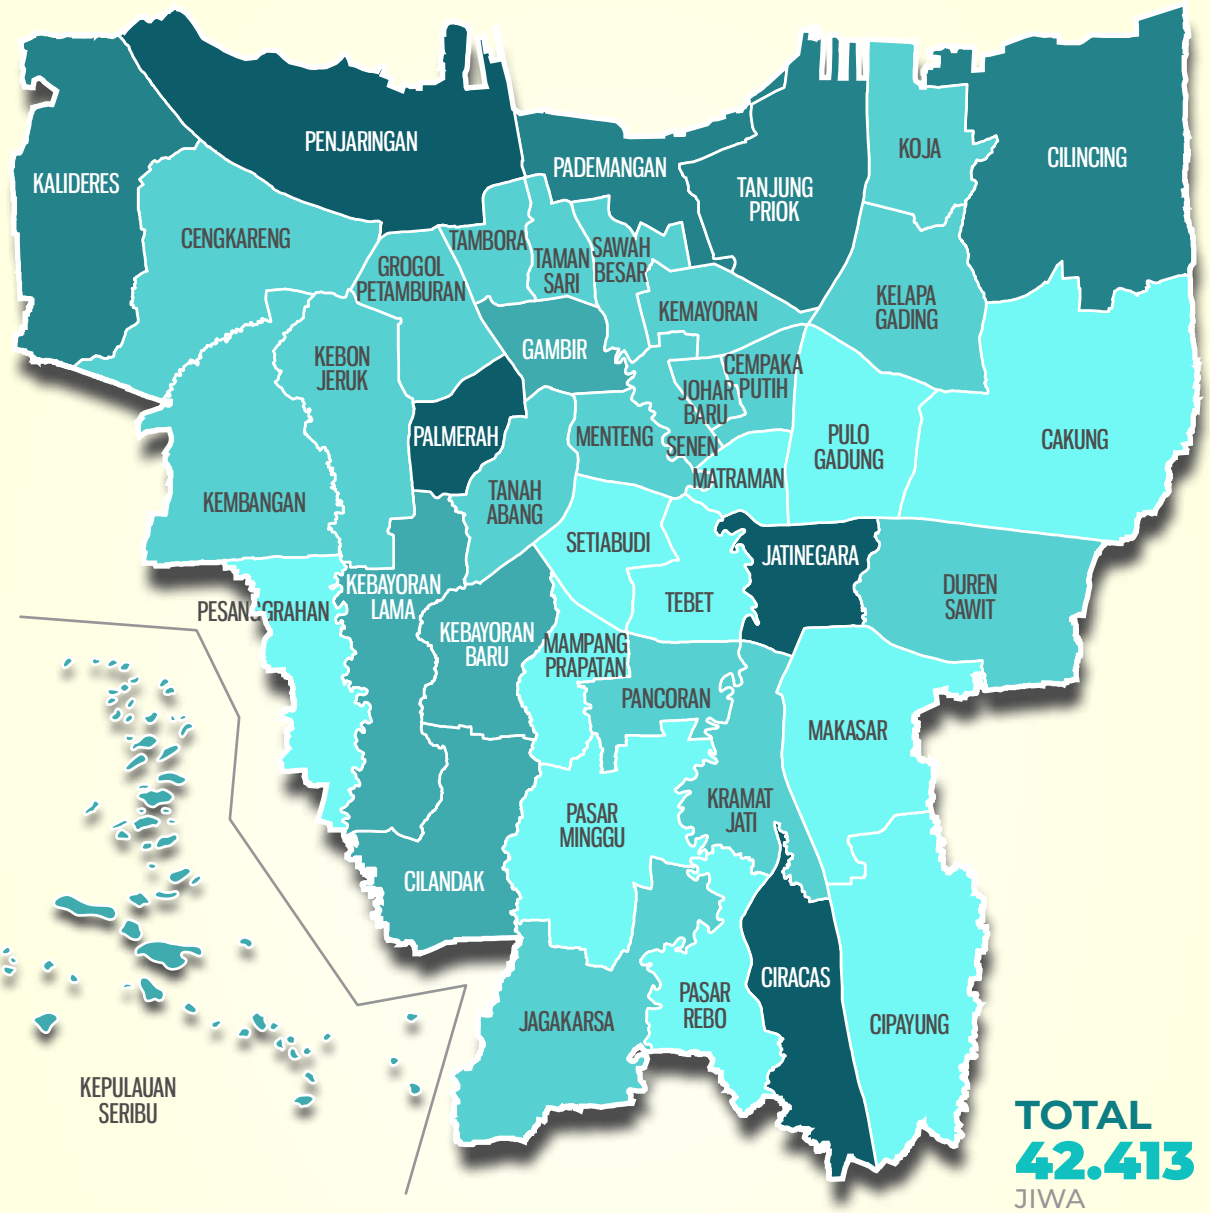 PENJARINGAN
PADEMANGAN
KALIDERES
TANJUNG
PRIOK
KOJA
CILINCING
CENGKARENG
TAMBORA
GROGOL
PETAMBURAN
TAMAN
SARI
SAWAH
BESAR
KEMAYORAN
KELAPA
GADING
KEBON
JERUK
GAMBIR
CEMPAKA
PUTIH
JOHAR
BARU
PALMERAH
MENTENG
SENEN
PULO
GADUNG
CAKUNG
KEMBANGAN
TANAH
ABANG
MATRAMAN
SETIABUDI
JATINEGARA
KEBAYORAN
LAMA
TEBET
DUREN
SAWIT
PESANGGRAHAN
KEBAYORAN
BARU
MAMPANG
PRAPATAN
PANCORAN
MAKASAR
PASAR
MINGGU
KRAMAT
JATI
CILANDAK
CIRACAS
JAGAKARSA
PASAR
REBO
CIPAYUNG
KEPULAUAN
SERIBU
TOTAL
42.413
JIWA